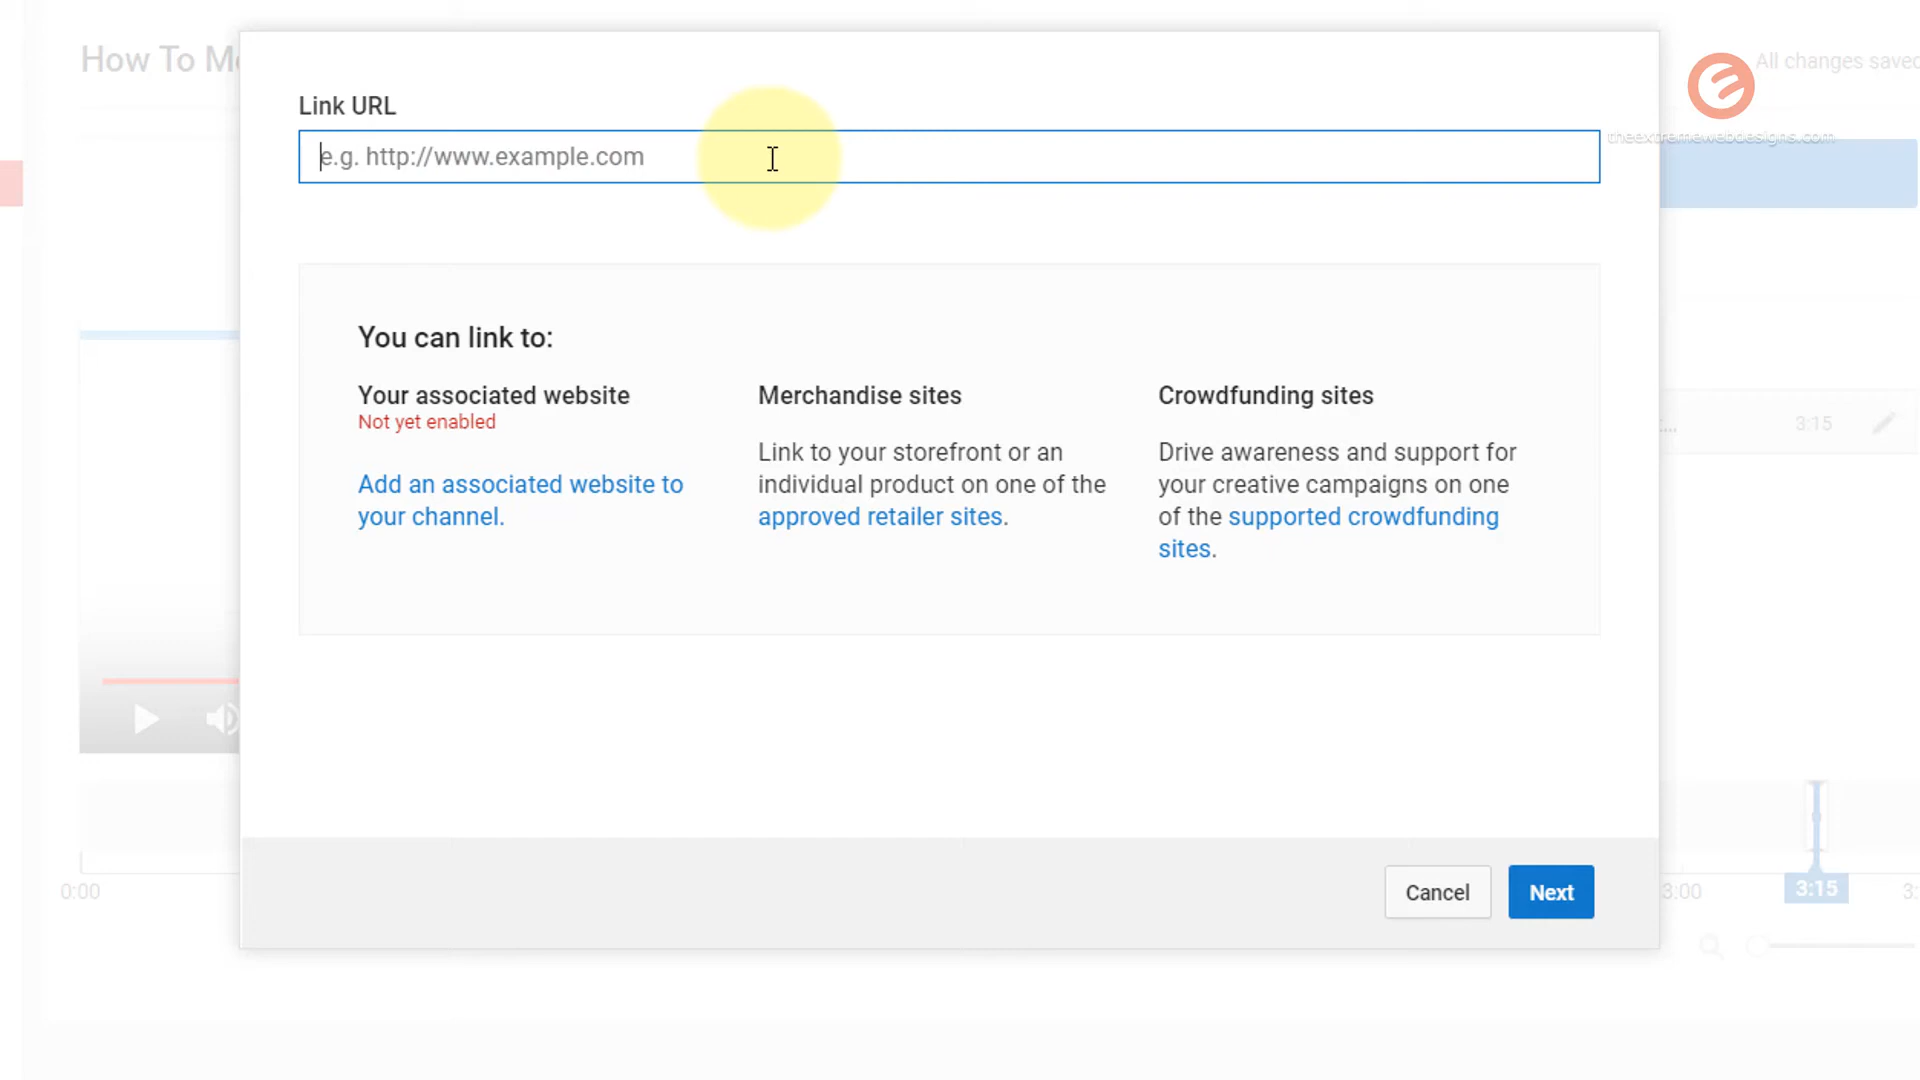 How To M
All changes saved
theextremewebdesigns.com
Link URL
e.g. http://www.example.com
You can link to:
Your associated website
Not yet enabled
Add an associated website to
your channel.
Merchandise sites
Link to your storefront or an
individual product on one of the
approved retailer sites.
Crowdfunding sites
Drive awareness and support for
your creative campaigns on one
of the supported crowdfunding
sites.
...
3:15
Cancel
Next
0:00
3:00
3:15
3: